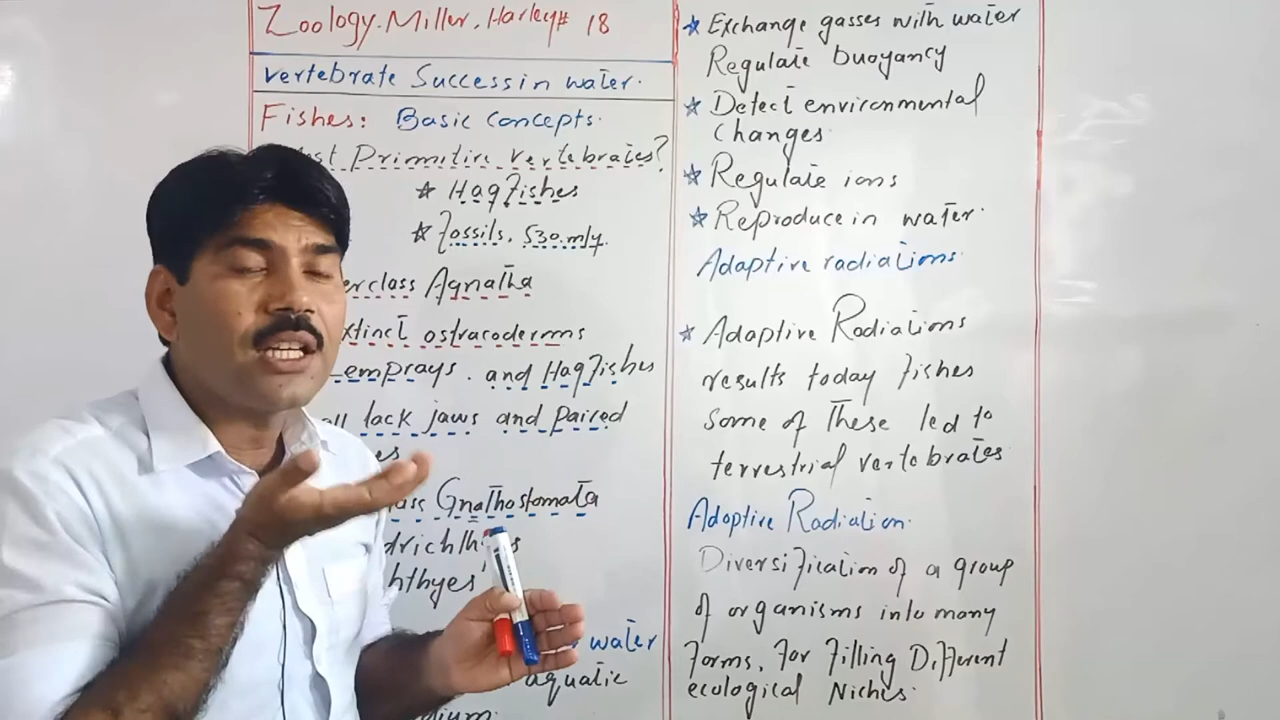 Zoology. Miller. Harley# 18
vertebrate Success in water.
Fishes: Basic Concepts.
Primitive vertebrates?
☆ Hagfishes
☆ Fossils. 530.m/y.
Agnatha
ostracoderms
and Hagfishes
lack jaws and Paired
Gnathostomata
water
aquatic
☆ Exchange gasses with water
Regulate buoyancy
☆ Detect environmental
changes.
☆ Regulate ions
☆ Reproduce in water.
Adaptive radiations.
☆ Adaptive Radiations
results today fishes
Some of These led to
terrestrial vertebrates
Adoptive Radiation.
Diversification of a group
of organisms into many
Forms, For Filling Different
ecological Niches.